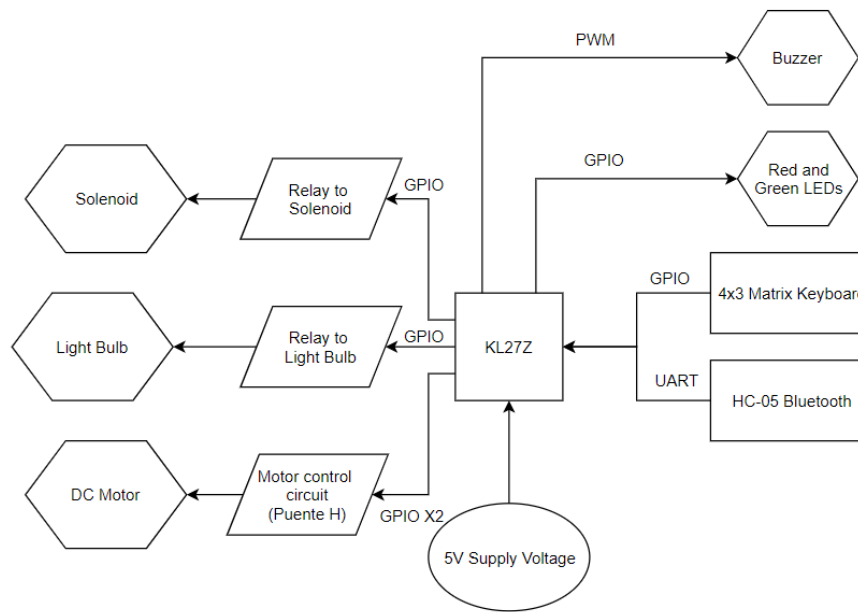 PWM
Buzzer
GPIO
Red and
Green LEDs
Solenoid
Relay to
Solenoid
GPIO
GPIO
4x3 Matrix Keyboard
Light Bulb
Relay to
Light Bulb
GPIO
KL27Z
UART
HC-05 Bluetooth
DC Motor
Motor control
circuit
(Puente H)
GPIO X2
5V Supply Voltage